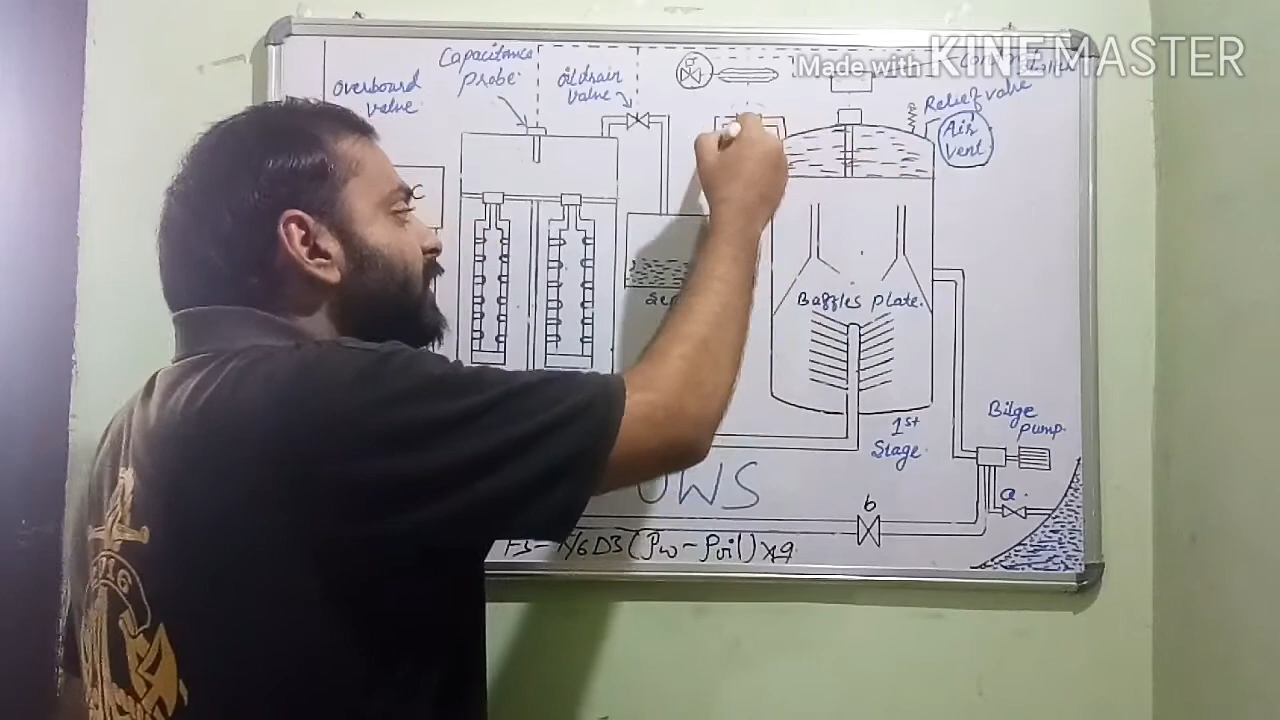 Made with KINEMASTER
Capacitance
probe
overboard
valve
oil drain
valve
Relief valve
Air
vent
C
Baffles plate
1st
Stage
Bilge
pump
a
b
OWS